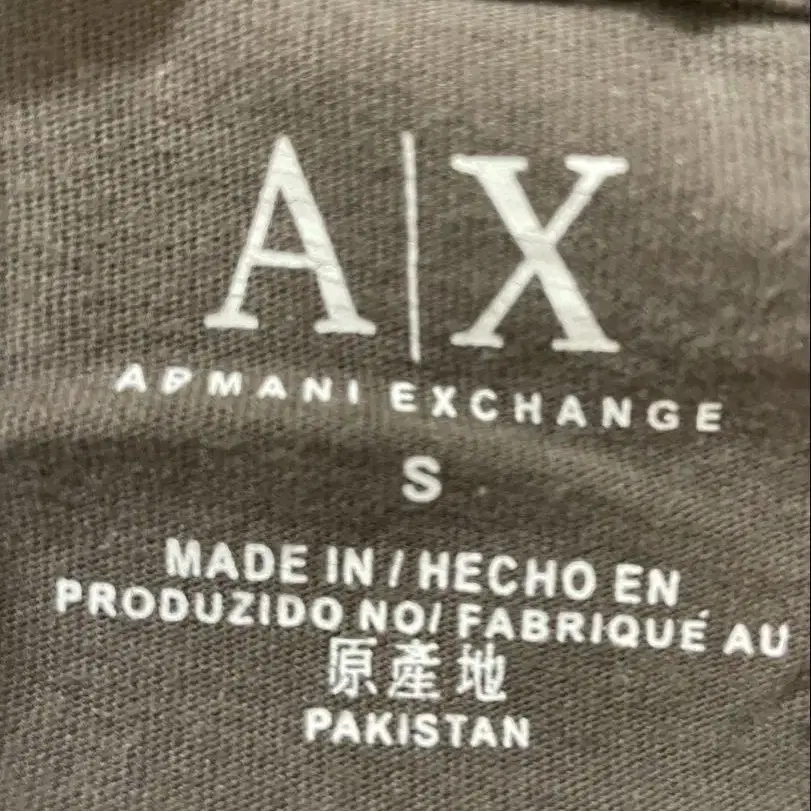 A|X
ARMANI EXCHANGE
S
MADE IN / HECHO EN
PRODUZIDO NO/ FABRIQUÉ AU
原產地
PAKISTAN